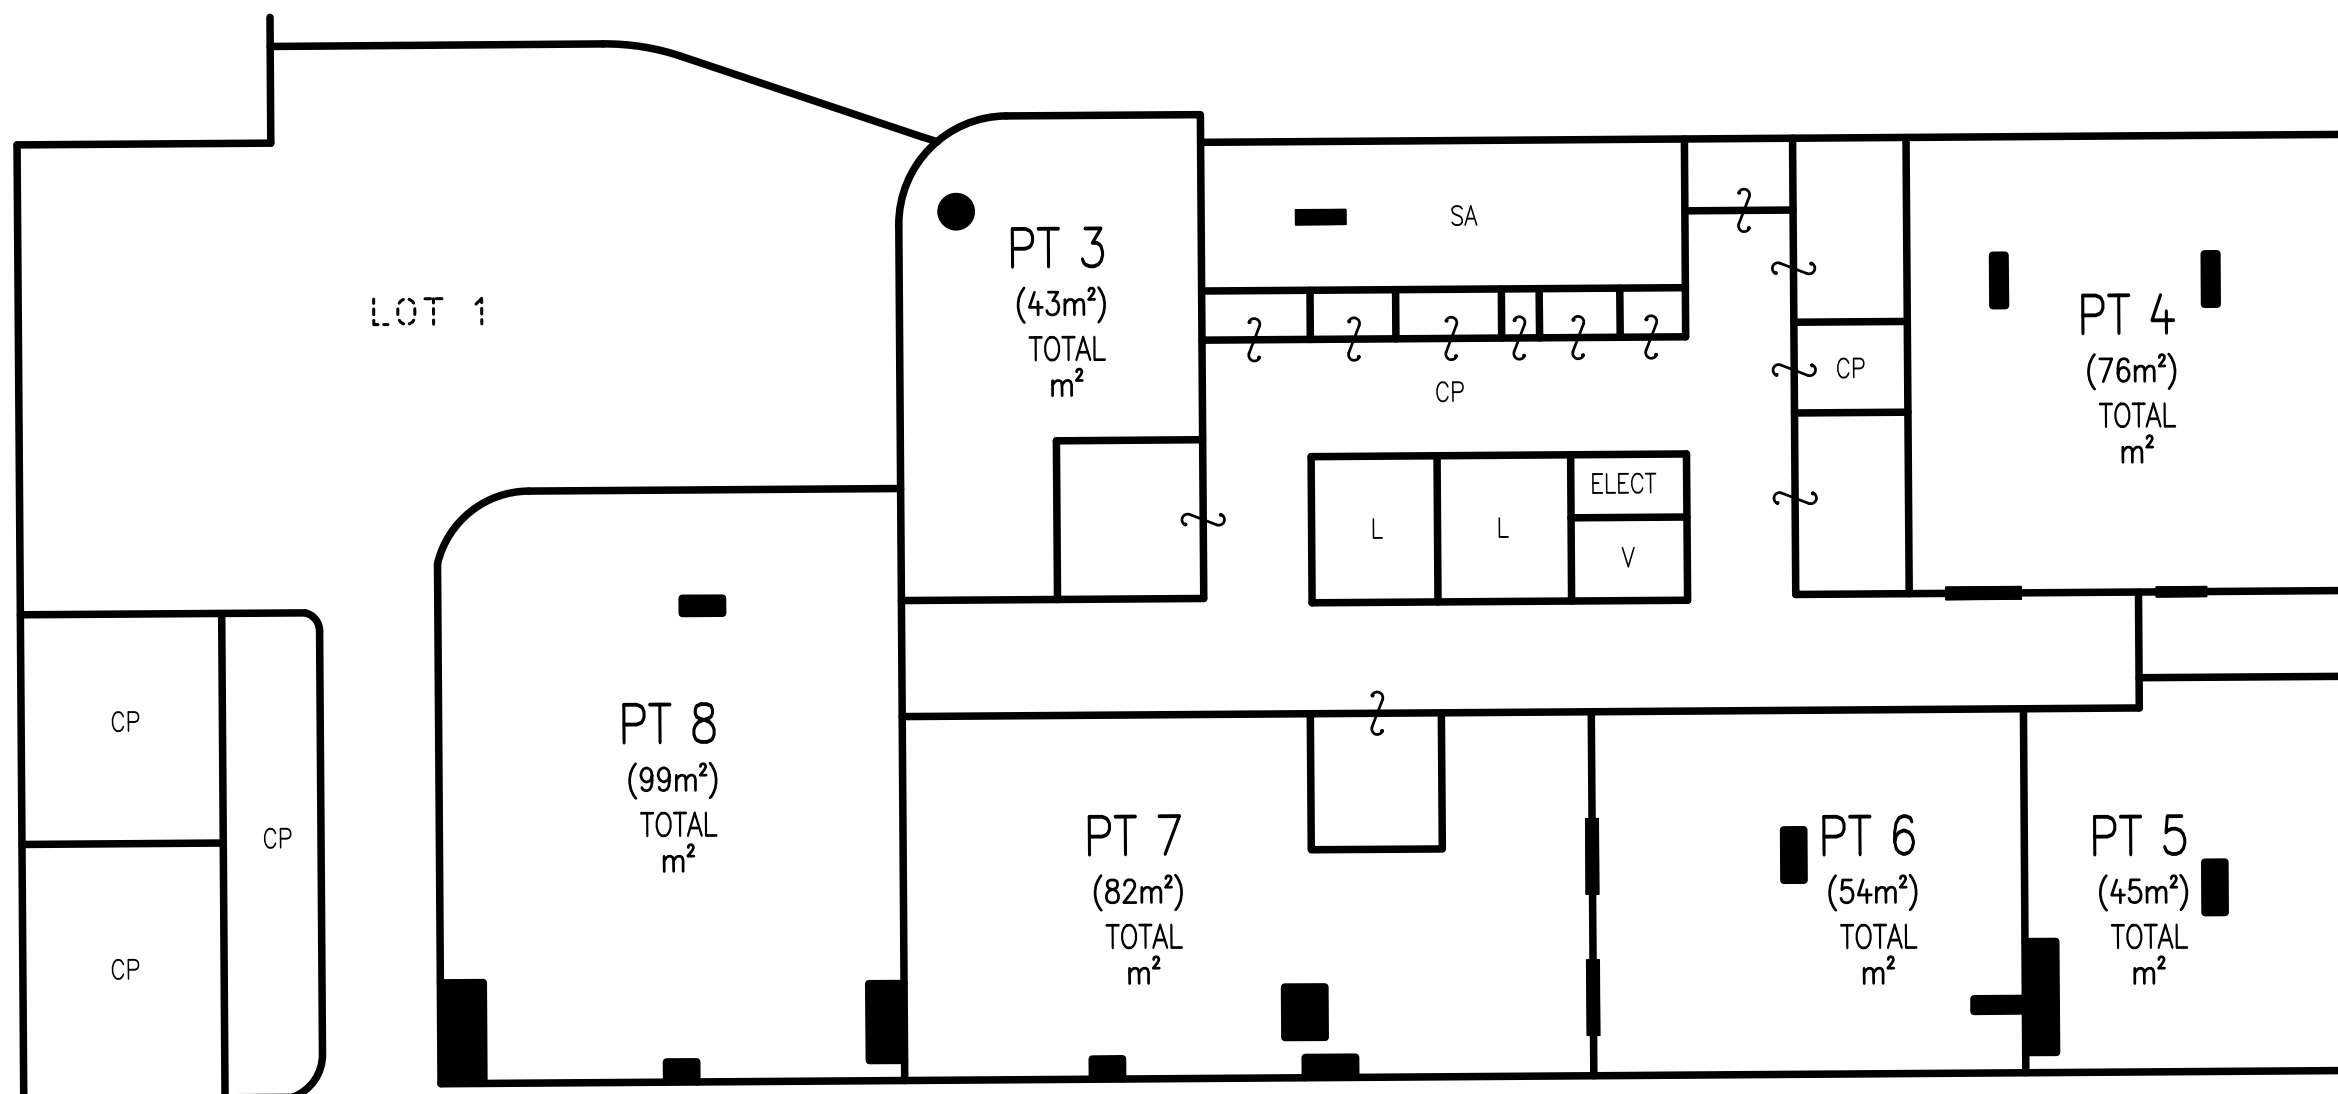 LOT 1
PT 3
(43m²)
TOTAL
m²
SA
CP
CP
PT 4
(76m²)
TOTAL
m²
L
L
ELECT
V
CP
CP
CP
PT 8
(99m²)
TOTAL
m²
PT 7
(82m²)
TOTAL
m²
PT 6
(54m²)
TOTAL
m²
PT 5
(45m²)
TOTAL
m²